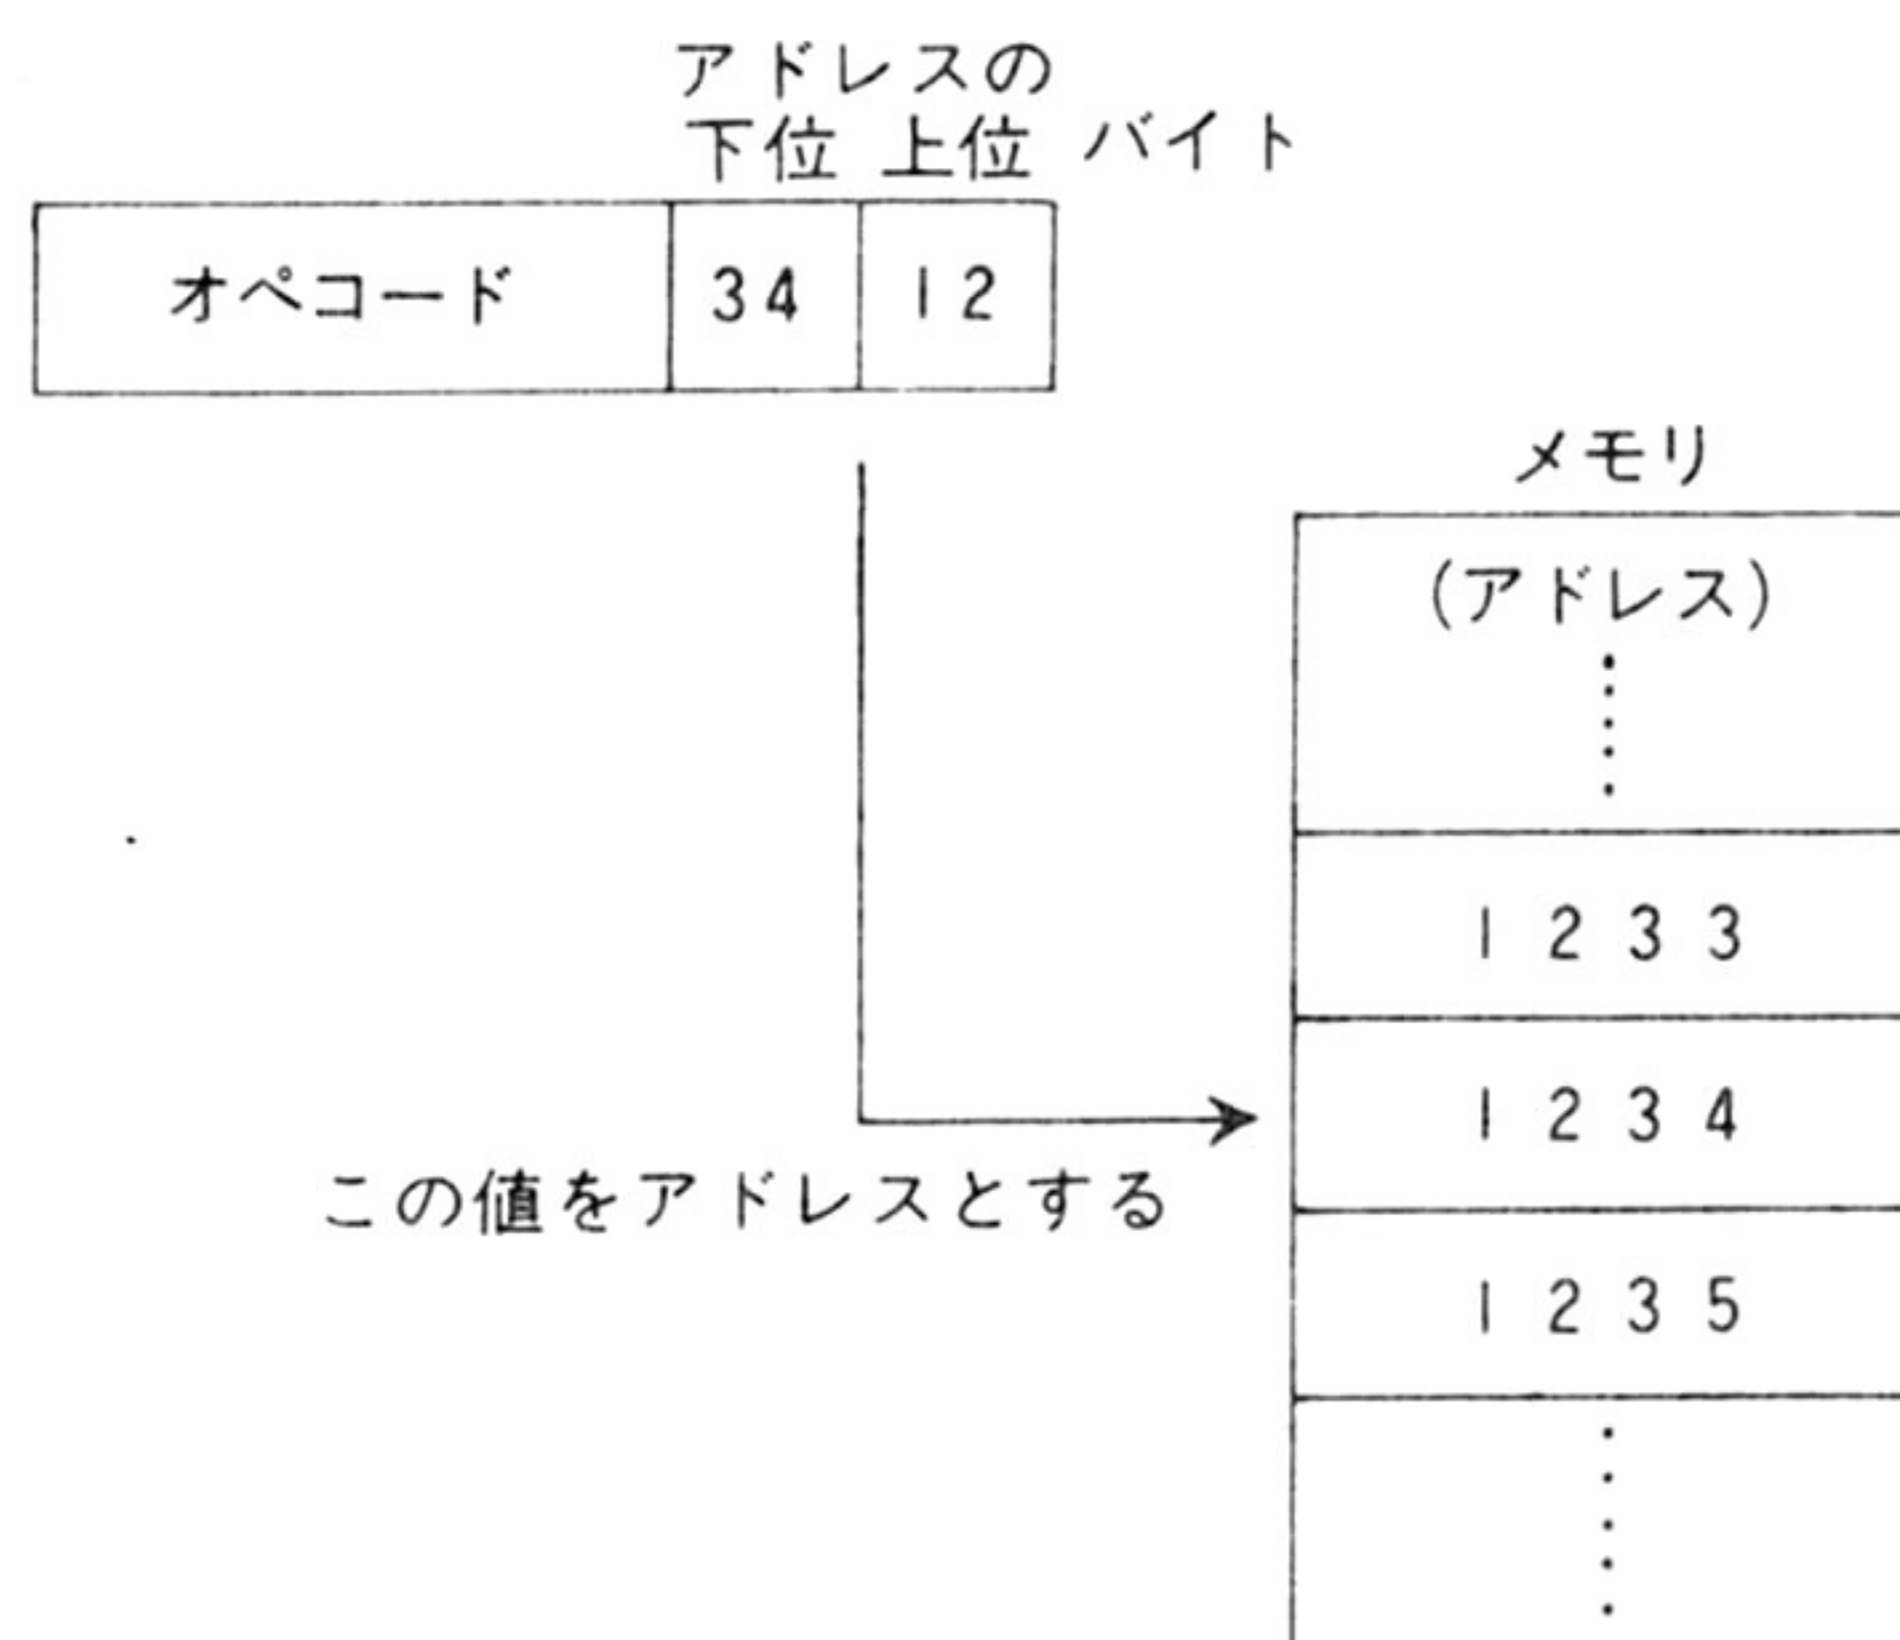 アドレスの
下位 上位 バイト
オペコード 34 12
メモリ
(アドレス)
1233
1234
この値をアドレスとする
1235